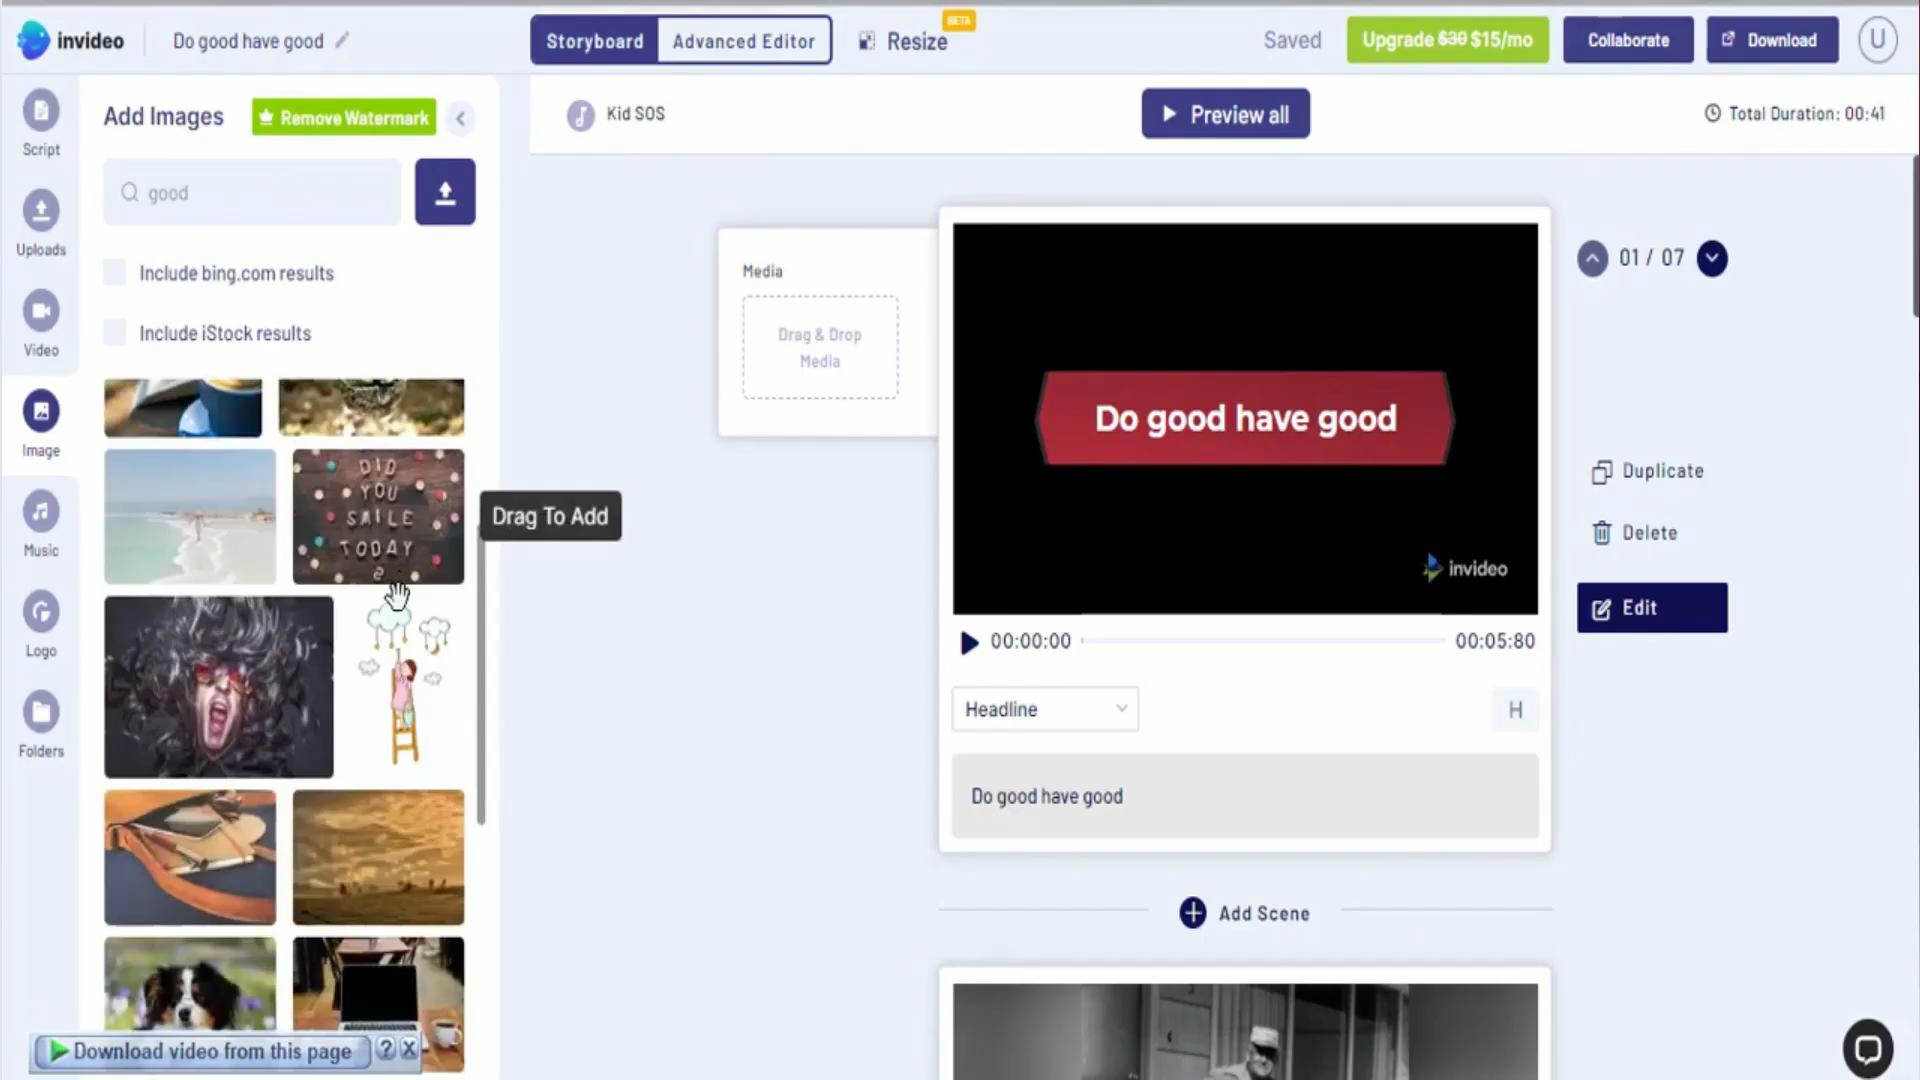 invideo
Do good have good
Storyboard
Advanced Editor
Resize
BETA
Saved
Upgrade $30 $15/mo
Collaborate
Download
U
Script
Uploads
Video
Image
Music
Logo
Folders
Add Images
Remove Watermark
good
Include bing.com results
Include iStock results
DID
YOU
SMILE
TODAY
?
Drag To Add
Download video from this page
?
X
Kid SOS
Preview all
Total Duration: 00:41
Media
Drag & Drop
Media
Do good have good
invideo
00:00:00
00:05:80
Headline
H
Do good have good
Add Scene
01 / 07
Duplicate
Delete
Edit